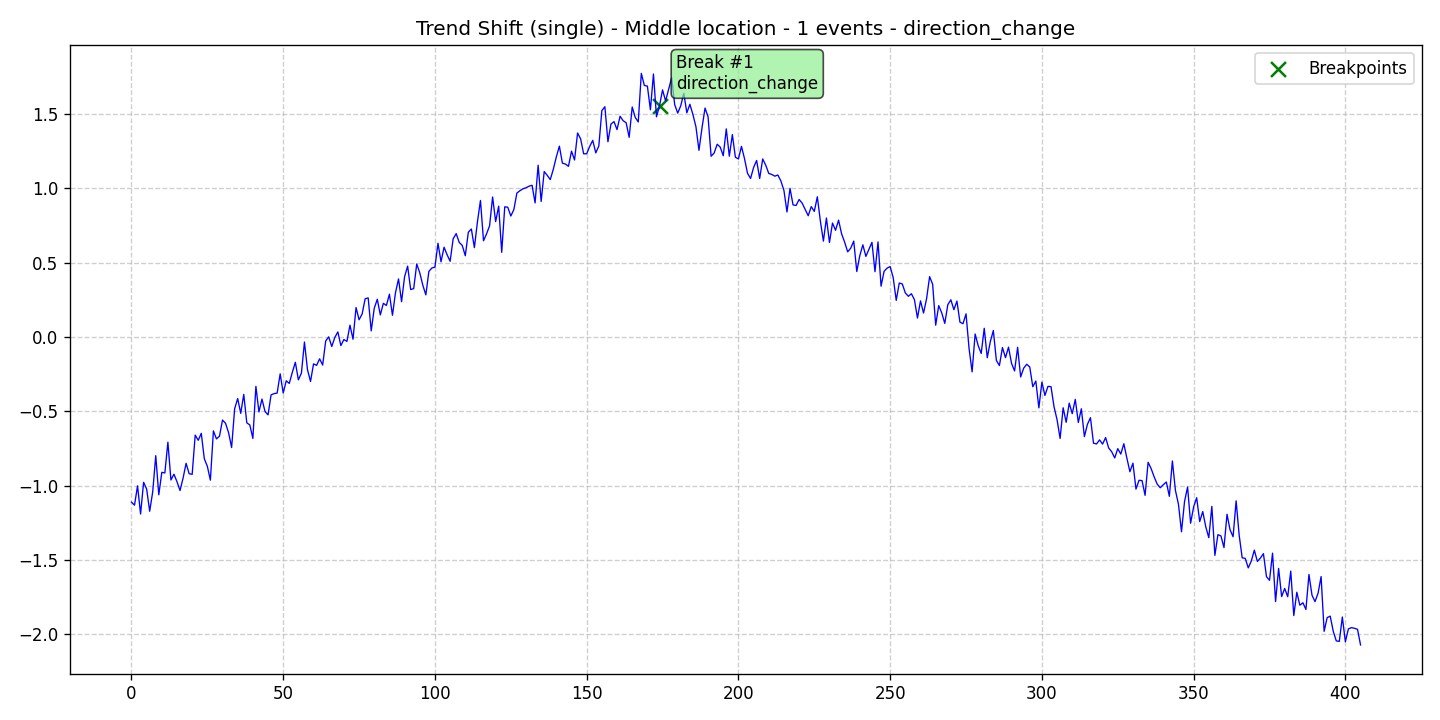 Trend Shift (single) - Middle location - 1 events - direction_change
Break #1
direction_change
Breakpoints
1.5
1.0
0.5
0.0
−0.5
−1.0
−1.5
−2.0
0 50 100 150 200 250 300 350 400